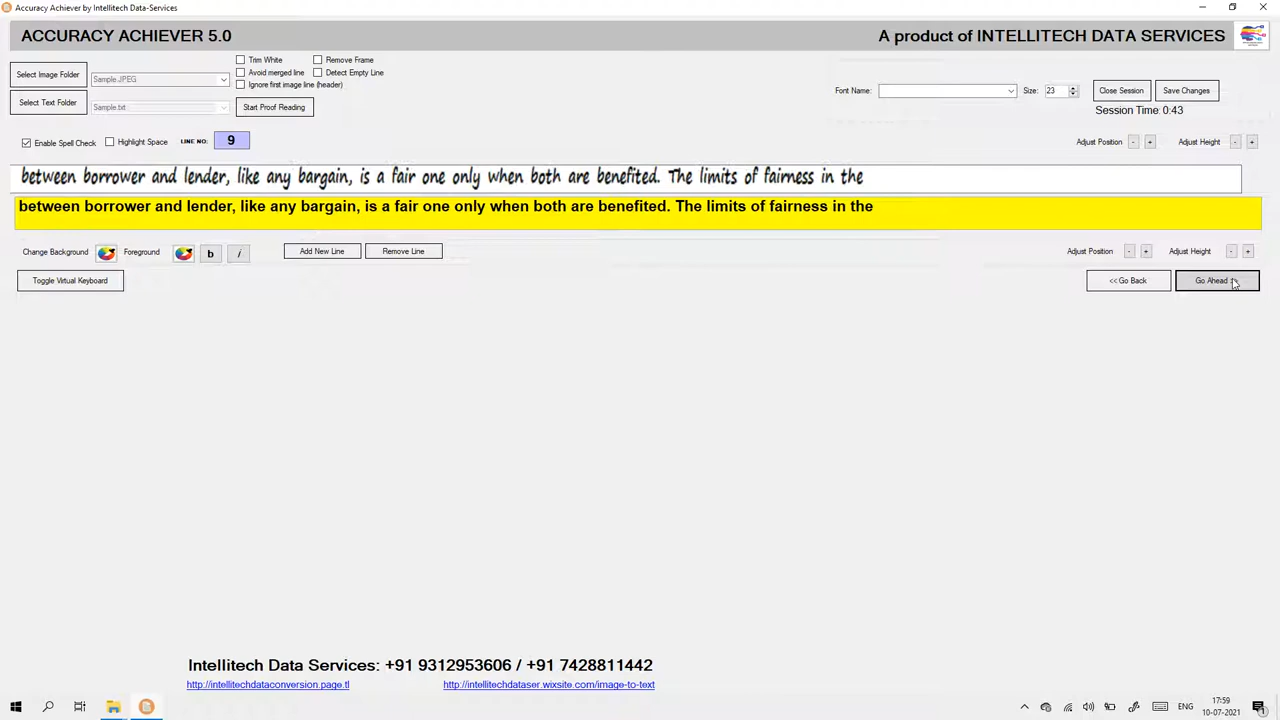 Accuracy Achiever by Intellitech Data-Services
ACCURACY ACHIEVER 5.0 A product of INTELLITECH DATA SERVICES
Select Image Folder Sample.JPEG Trim White Remove Frame
Avoid merged line Detect Empty Line
Ignore first image line (header)
Select Text Folder Sample.txt Start Proof Reading
Font Name: Size: 23 Close Session Save Changes
Session Time: 0:43
Enable Spell Check Highlight Space LINE NO: 9 Adjust Position - + Adjust Height - +
between borrower and lender, like any bargain, is a fair one only when both are benefited. The limits of fairness in the
between borrower and lender, like any bargain, is a fair one only when both are benefited. The limits of fairness in the
Change Background Foreground b i Add New Line Remove Line Adjust Position - + Adjust Height - +
Toggle Virtual Keyboard << Go Back Go Ahead >>
Intellitech Data Services: +91 9312953606 / +91 7428811442
http://intellitechdataconversion.page.tl http://intellitechdataser.wixsite.com/image-to-text
ENG 17:59
10-07-2021 1